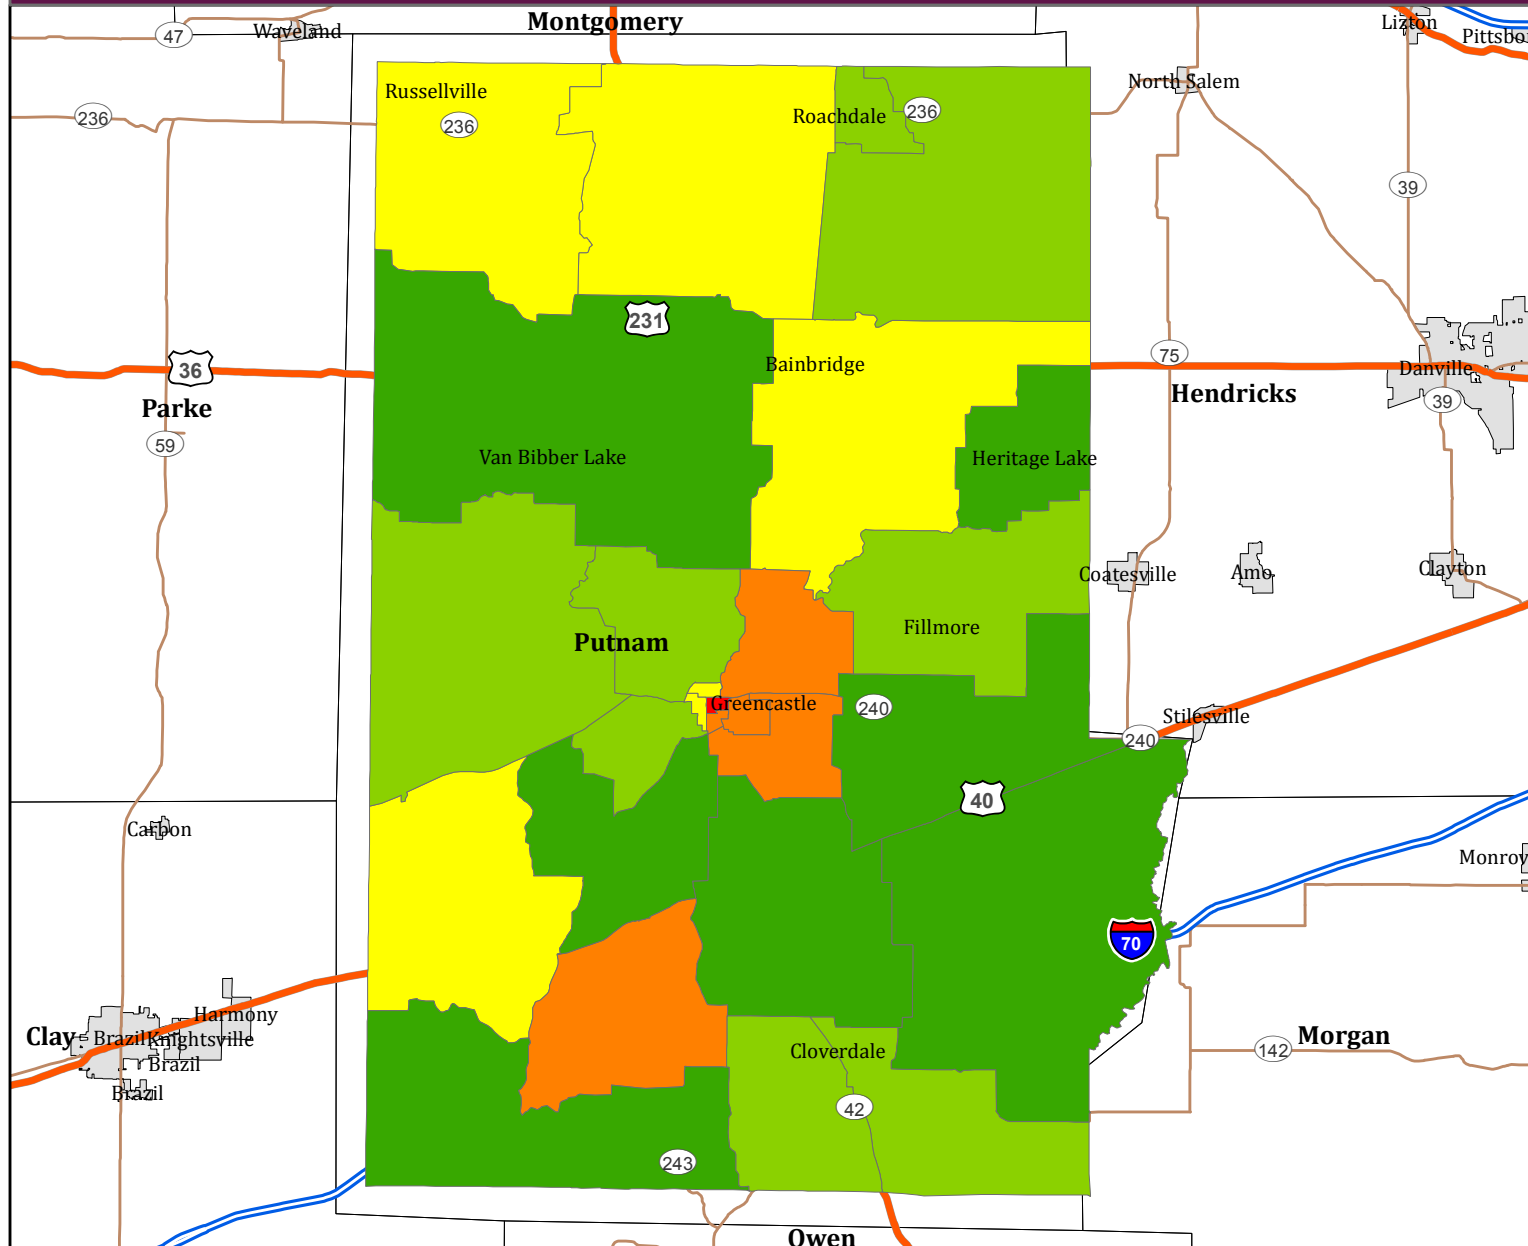 Montgomery
Lizton
Waveland
47
Pittsbor
North Salem
Russellville
236
Roachdale
236
236
39
231
36
75
Bainbridge
Danville
Hendricks
39
Parke
59
Van Bibber Lake
Heritage Lake
Coatesville
Amo
Clayton
Fillmore
Putnam
Greencastle
240
Stilesville
240
40
Carbon
Monrov
70
Harmony
Clay
Brazil
Knightsville
Brazil
Brazil
Cloverdale
142
Morgan
42
243
Owen